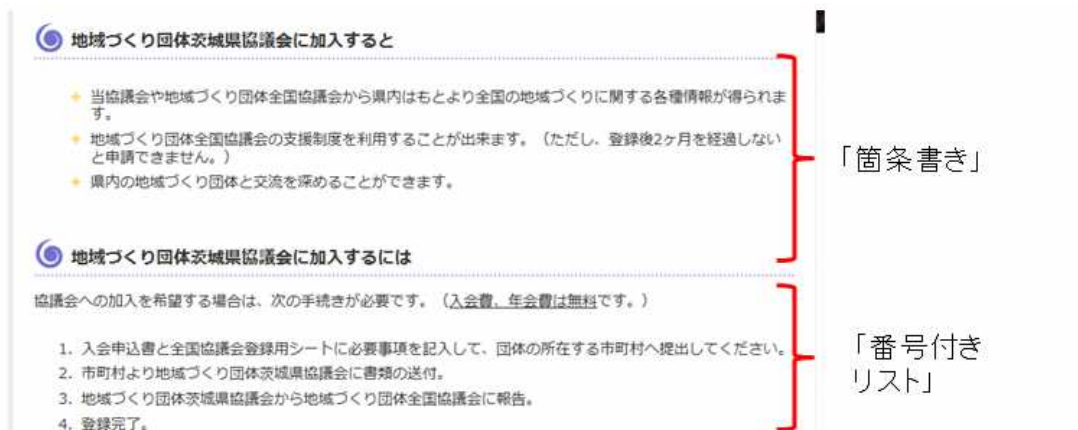 地域づくり団体茨城県協議会に加入すると
当協議会や地域づくり団体全国協議会から県内はもとより全国の地域づくりに関する各種情報が得られま
す。
地域づくり団体全国協議会の支援制度を利用することが出来ます。（ただし、登録後2ヶ月を経過しない
と申請できません。）
県内の地域づくり団体と交流を深めることができます。
「箇条書き」
地域づくり団体茨城県協議会に加入するには
協議会への加入を希望する場合は、次の手続きが必要です。（入会費、年会費は無料です。）
1. 入会申込書と全国協議会登録用シートに必要事項を記入して、団体の所在する市町村へ提出してください。
2. 市町村より地域づくり団体茨城県協議会に書類の送付。
3. 地域づくり団体茨城県協議会から地域づくり団体全国協議会に報告。
4. 登録完了。
「番号付き
リスト」